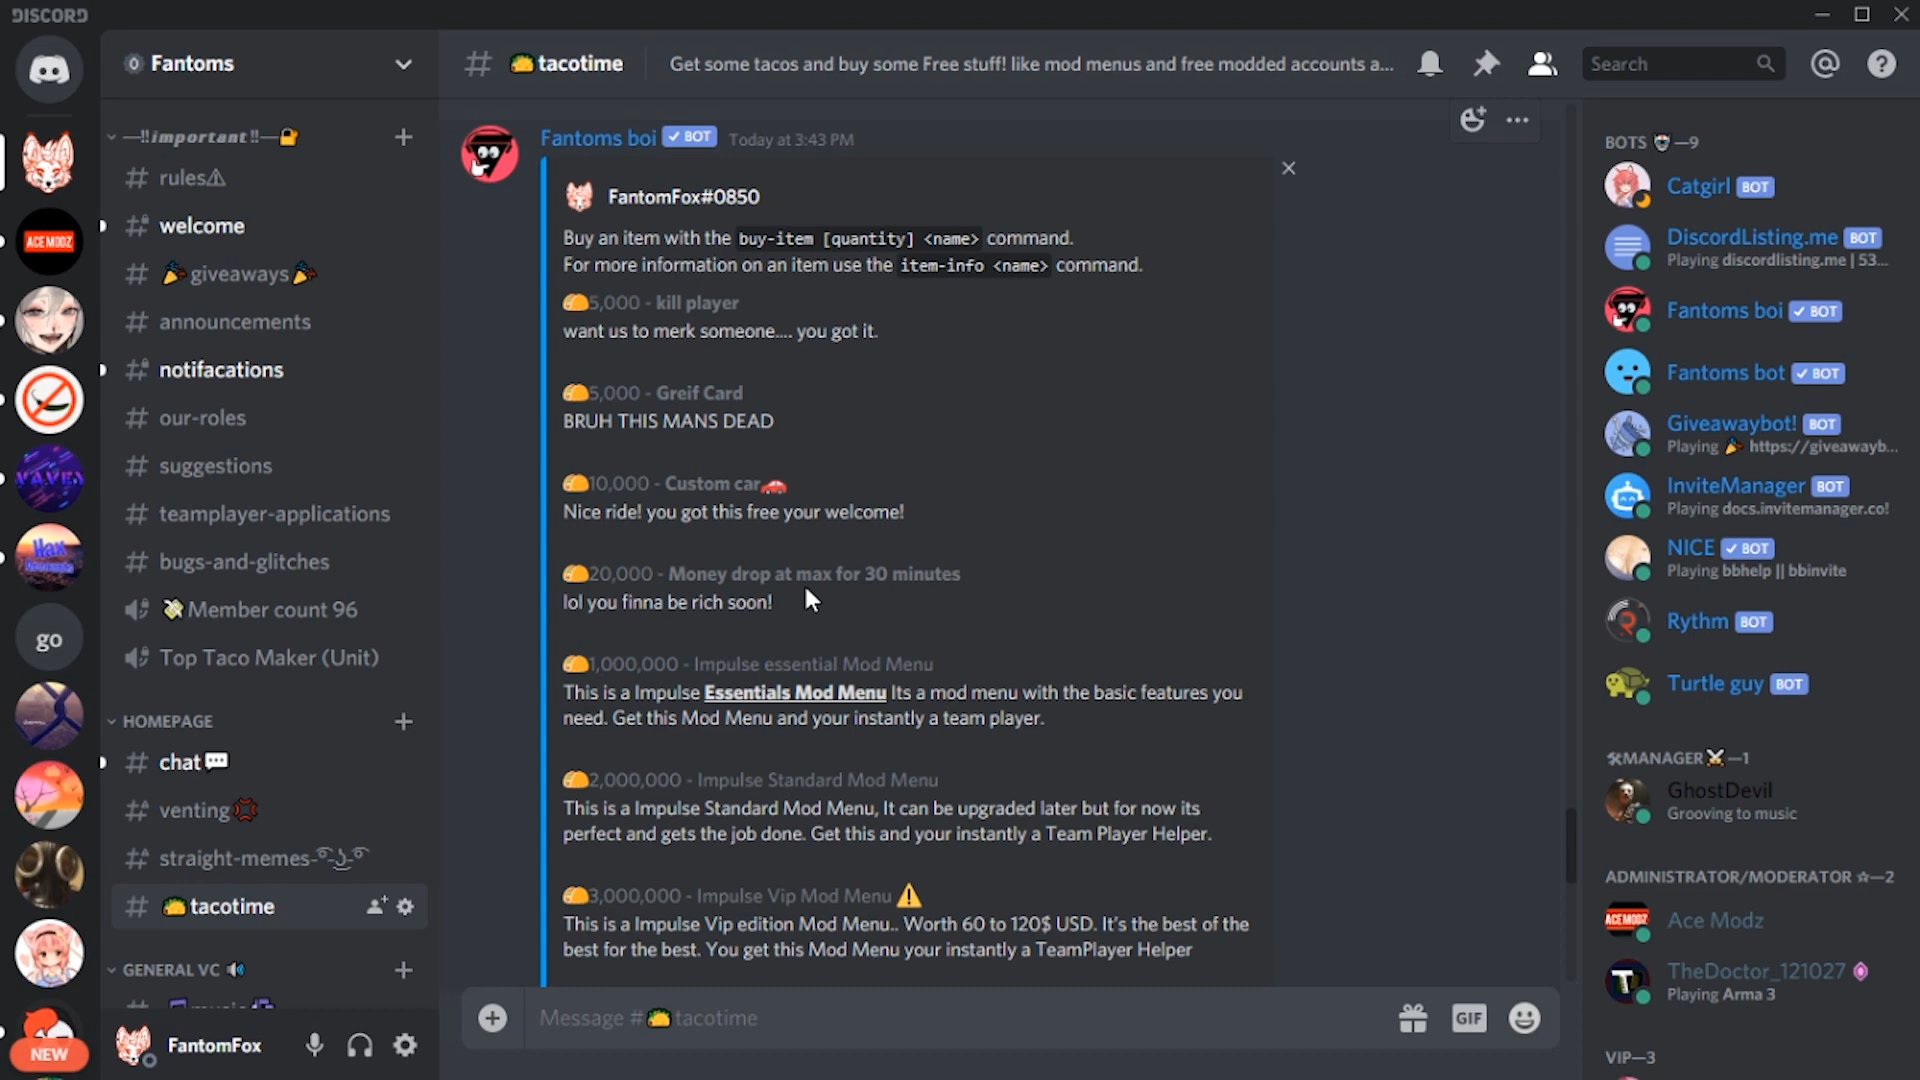 DISCORD
Fantoms
—!!important!!—
rules
welcome
giveaways
announcements
notifacations
our-roles
suggestions
teamplayer-applications
bugs-and-glitches
Member count 96
Top Taco Maker (Unit)
HOMEPAGE
chat
venting
straight-memes-
tacotime
GENERAL VC
ACE MODZ
WAVEY
Hax
go
NEW
FantomFox
tacotime
Get some tacos and buy some Free stuff! like mod menus and free modded accounts a...
Search
Fantoms boi BOT Today at 3:43 PM
FantomFox#0850
Buy an item with the buy-item [quantity] <name> command.
For more information on an item use the item-info <name> command.
5,000 - kill player
want us to merk someone.... you got it.
5,000 - Greif Card
BRUH THIS MANS DEAD
10,000 - Custom car
Nice ride! you got this free your welcome!
20,000 - Money drop at max for 30 minutes
lol you finna be rich soon!
1,000,000 - Impulse essential Mod Menu
This is a Impulse Essentials Mod Menu Its a mod menu with the basic features you
need. Get this Mod Menu and your instantly a team player.
2,000,000 - Impulse Standard Mod Menu
This is a Impulse Standard Mod Menu, It can be upgraded later but for now its
perfect and gets the job done. Get this and your instantly a Team Player Helper.
3,000,000 - Impulse Vip Mod Menu
This is a Impulse Vip edition Mod Menu.. Worth 60 to 120$ USD. It's the best of the
best for the best. You get this Mod Menu your instantly a TeamPlayer Helper
Message # tacotime
GIF
BOTS —9
Catgirl BOT
DiscordListing.me BOT
Playing discordlisting.me | 53...
Fantoms boi BOT
Fantoms bot BOT
Giveawaybot! BOT
Playing https://giveawayb...
InviteManager BOT
Playing docs.invitemanager.co!
NICE BOT
Playing bbhelp || bbinvite
Rythm BOT
Turtle guy BOT
MANAGER —1
GhostDevil
Grooving to music
ADMINISTRATOR/MODERATOR ☆—2
ACEMODZ
Ace Modz
TheDoctor_121027
Playing Arma 3
VIP—3